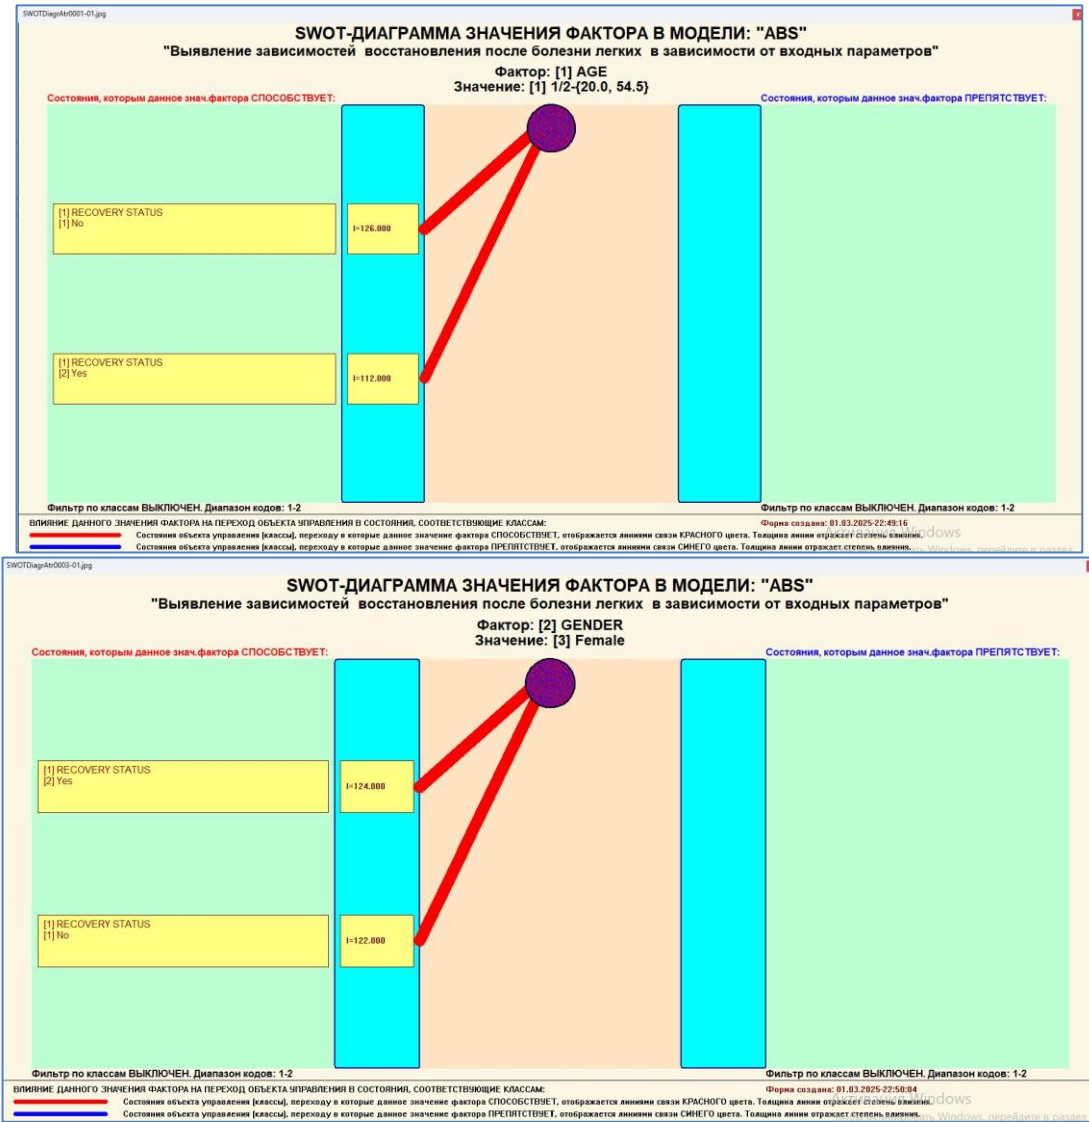 SWOTDiagrAtr0001-01.jpg
SWOT-ДИАГРАММА ЗНАЧЕНИЯ ФАКТОРА В МОДЕЛИ: "ABS"
"Выявление зависимостей восстановления после болезни легких в зависимости от входных параметров"
Фактор: [1] AGE
Значение: [1] 1/2-{20.0, 54.5}
Состояния, которым данное знач.фактора СПОСОБСТВУЕТ:
Состояния, которым данное знач.фактора ПРЕПЯТСТВУЕТ:
[1] RECOVERY STATUS
[1] No
I=126.000
[1] RECOVERY STATUS
[2] Yes
I=112.000
Фильтр по классам ВЫКЛЮЧЕН. Диапазон кодов: 1-2
Фильтр по классам ВЫКЛЮЧЕН. Диапазон кодов: 1-2
ВЛИЯНИЕ ДАННОГО ЗНАЧЕНИЯ ФАКТОРА НА ПЕРЕХОД ОБЪЕКТА УПРАВЛЕНИЯ В СОСТОЯНИЯ, СООТВЕТСТВУЮЩИЕ КЛАССАМ:
Форма создана: 01.03.2025-22:49:16
Состояния объекта управления (классы), переходу в которые данное значение фактора СПОСОБСТВУЕТ, отображается линиями связи КРАСНОГО цвета. Толщина линии отражает степень влияния.
Состояния объекта управления (классы), переходу в которые данное значение фактора ПРЕПЯТСТВУЕТ, отображается линиями связи СИНЕГО цвета. Толщина линии отражает степень влияния.
Активация Windows
SWOTDiagrAtr0003-01.jpg
SWOT-ДИАГРАММА ЗНАЧЕНИЯ ФАКТОРА В МОДЕЛИ: "ABS"
"Выявление зависимостей восстановления после болезни легких в зависимости от входных параметров"
Фактор: [2] GENDER
Значение: [3] Female
Состояния, которым данное знач.фактора СПОСОБСТВУЕТ:
Состояния, которым данное знач.фактора ПРЕПЯТСТВУЕТ:
[1] RECOVERY STATUS
[2] Yes
I=124.000
[1] RECOVERY STATUS
[1] No
I=122.000
Фильтр по классам ВЫКЛЮЧЕН. Диапазон кодов: 1-2
Фильтр по классам ВЫКЛЮЧЕН. Диапазон кодов: 1-2
ВЛИЯНИЕ ДАННОГО ЗНАЧЕНИЯ ФАКТОРА НА ПЕРЕХОД ОБЪЕКТА УПРАВЛЕНИЯ В СОСТОЯНИЯ, СООТВЕТСТВУЮЩИЕ КЛАССАМ:
Форма создана: 01.03.2025-22:50:04
Состояния объекта управления (классы), переходу в которые данное значение фактора СПОСОБСТВУЕТ, отображается линиями связи КРАСНОГО цвета. Толщина линии отражает степень влияния.
Состояния объекта управления (классы), переходу в которые данное значение фактора ПРЕПЯТСТВУЕТ, отображается линиями связи СИНЕГО цвета. Толщина линии отражает степень влияния.
Активация Windows